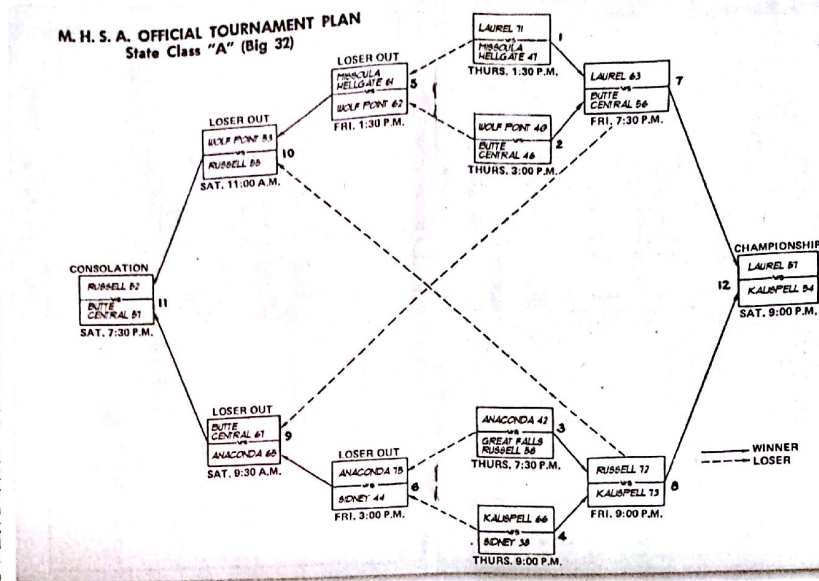 M. H. S. A. OFFICIAL TOURNAMENT PLAN
State Class "A" (Big 32)
LAUREL 71
VS
MISSOULA
HELLGATE 47
1
THURS. 1:30 P.M.
LOSER OUT
MISSOULA
HELLGATE 61
VS
WOLF POINT 62
5
FRI. 1:30 P.M.
LAUREL 63
VS
BUTTE
CENTRAL 56
7
FRI. 7:30 P.M.
WOLF POINT 40
VS
BUTTE
CENTRAL 46
2
THURS. 3:00 P.M.
LOSER OUT
WOLF POINT 53
VS
RUSSELL 55
10
SAT. 11:00 A.M.
CONSOLATION
RUSSELL 52
VS
BUTTE
CENTRAL 57
11
SAT. 7:30 P.M.
CHAMPIONSHIP
LAUREL 57
VS
KALISPELL 54
12
SAT. 9:00 P.M.
LOSER OUT
BUTTE
CENTRAL 67
VS
ANACONDA 65
9
SAT. 9:30 A.M.
LOSER OUT
ANACONDA 75
VS
SIDNEY 44
6
FRI. 3:00 P.M.
ANACONDA 42
VS
GREAT FALLS
RUSSELL 58
3
THURS. 7:30 P.M.
KALISPELL 66
VS
SIDNEY 38
4
THURS. 9:00 P.M.
RUSSELL 72
VS
KALISPELL 73
8
FRI. 9:00 P.M.
WINNER
LOSER